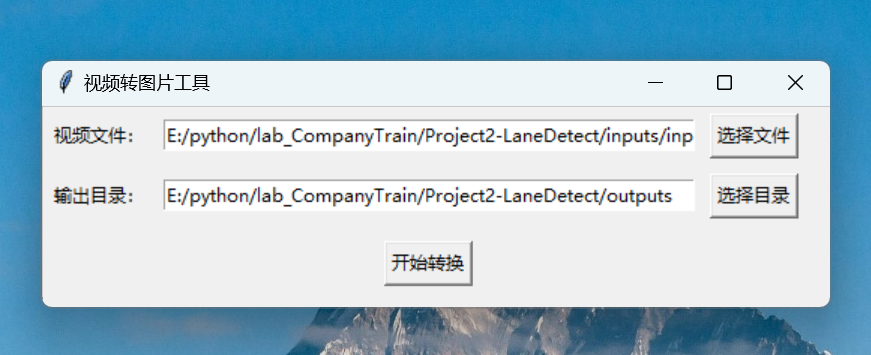 视频转图片工具
视频文件： E:/python/lab_CompanyTrain/Project2-LaneDetect/inputs/inp 选择文件
输出目录： E:/python/lab_CompanyTrain/Project2-LaneDetect/outputs 选择目录
开始转换